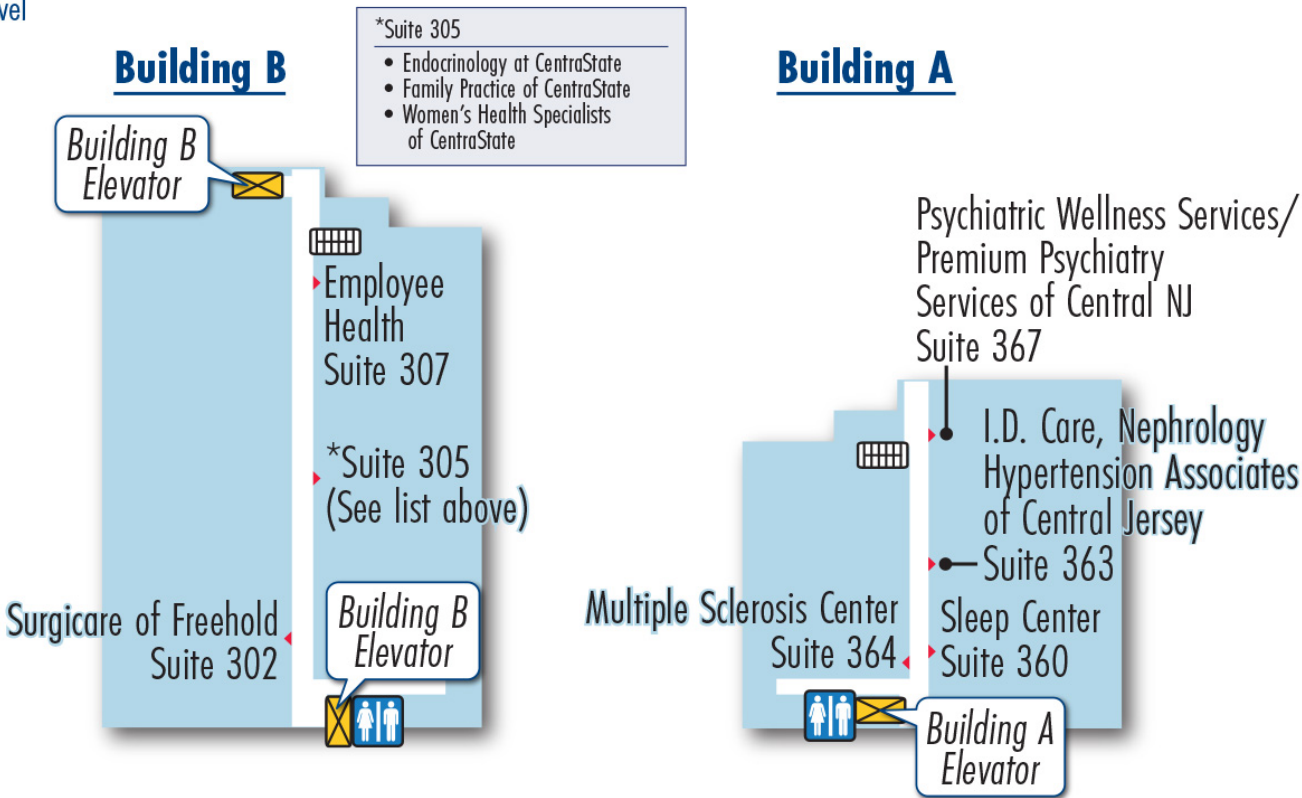 Building B
*Suite 305
• Endocrinology at CentraState
• Family Practice of CentraState
• Women's Health Specialists
of CentraState
Building A
Building B
Elevator
Employee
Health
Suite 307
*Suite 305
(See list above)
Surgicare of Freehold
Suite 302
Building B
Elevator
Psychiatric Wellness Services/
Premium Psychiatry
Services of Central NJ
Suite 367
I.D. Care, Nephrology
Hypertension Associates
of Central Jersey
Suite 363
Multiple Sclerosis Center
Suite 364
Sleep Center
Suite 360
Building A
Elevator